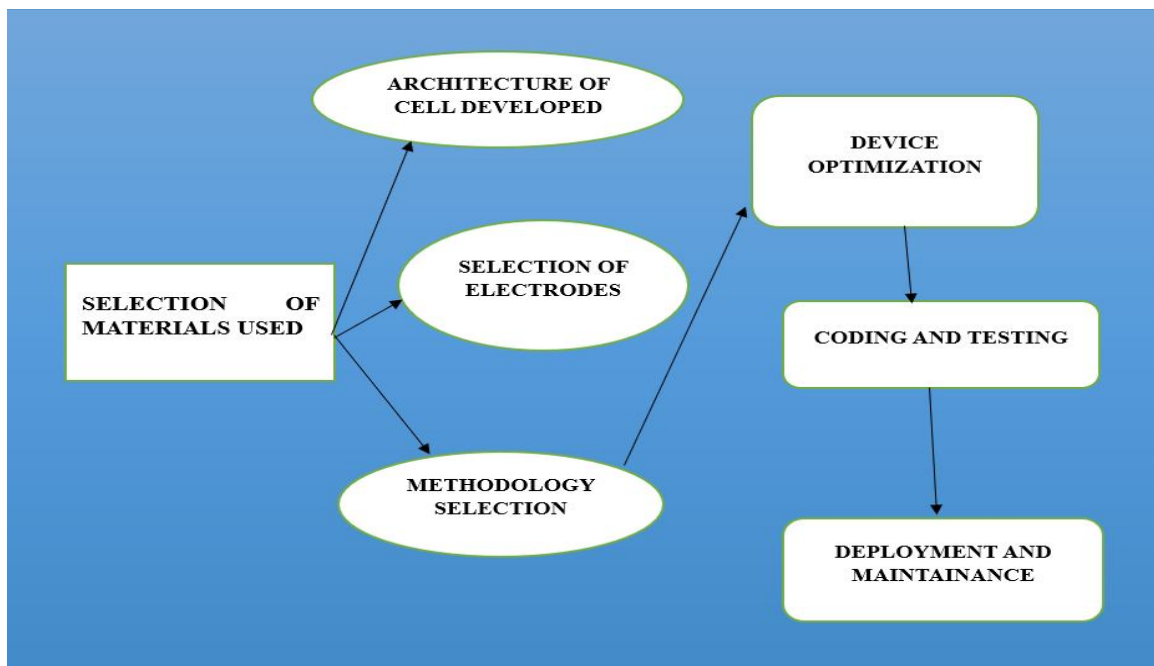 ARCHITECTURE OF
CELL DEVELOPED
DEVICE
OPTIMIZATION
SELECTION OF
ELECTRODES
SELECTION OF
MATERIALS USED
CODING AND TESTING
METHODOLOGY
SELECTION
DEPLOYMENT AND
MAINTAINANCE